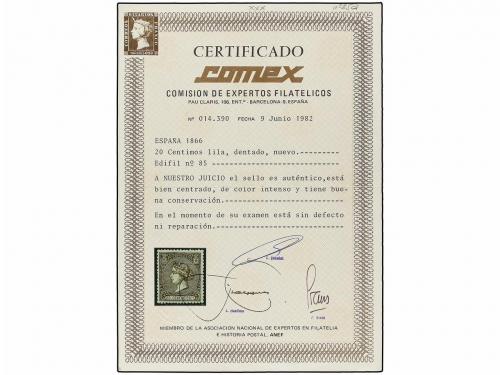 CERTIFICADO
comex
COMISION DE EXPERTOS FILATELICOS
PAU CLARIS, 106, ENT.º - BARCELONA-9. ESPAÑA
Nº 014.390 FECHA 9 Junio 1982
ESPAÑA 1866
20 Centimos lila, dentado, nuevo.---------
Edifil nº 85 ------------------------------
A NUESTRO JUICIO el sello es auténtico,está
bien centrado, de color intenso y tiene bue-
na conservación.---------------------------
En el momento de su examen está sin defecto
ni reparación.-----------------------------
MIEMBRO DE LA ASOCIACION NACIONAL DE EXPERTOS EN FILATELIA
E HISTORIA POSTAL. ANEF